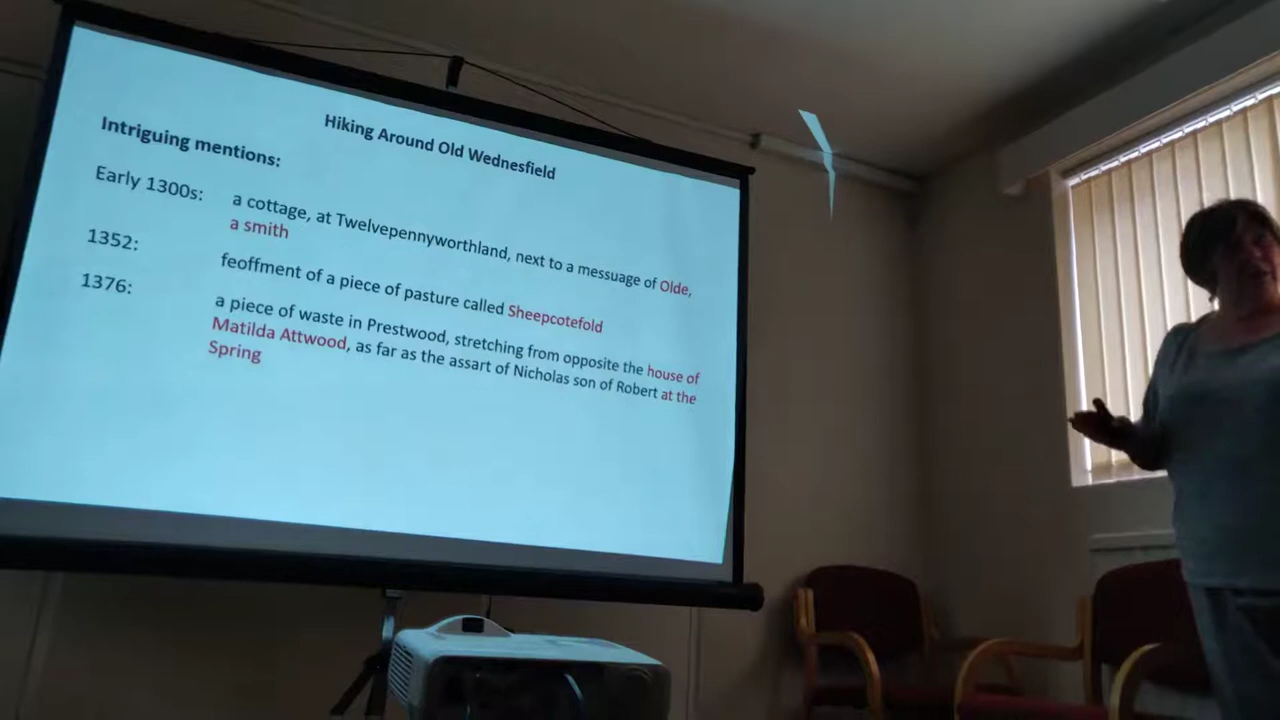 Hiking Around Old Wednesfield
Intriguing mentions:
Early 1300s: a cottage, at Twelvepennyworthland, next to a messuage of Olde,
a smith
1352: feoffment of a piece of pasture called Sheepcotefold
1376: a piece of waste in Prestwood, stretching from opposite the house of
Matilda Attwood, as far as the assart of Nicholas son of Robert at the
Spring